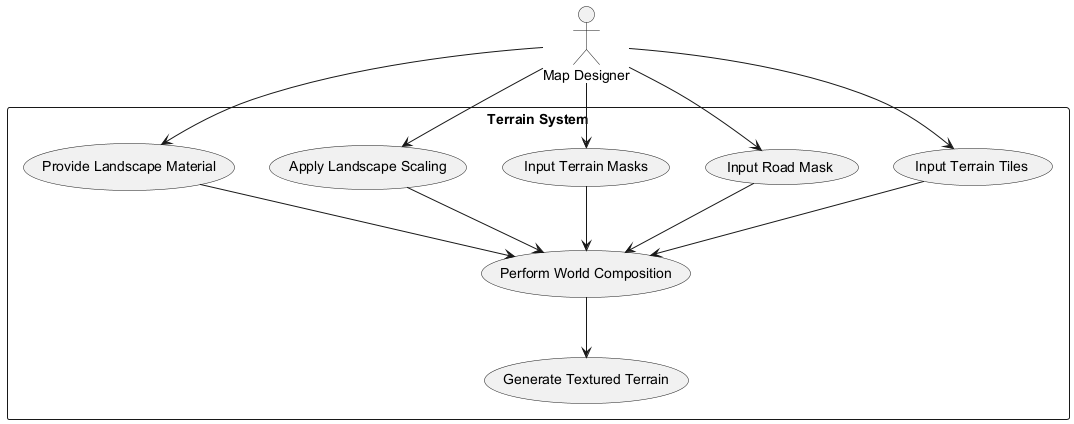 Map Designer
Terrain System
Provide Landscape Material
Apply Landscape Scaling
Input Terrain Masks
Input Road Mask
Input Terrain Tiles
Perform World Composition
Generate Textured Terrain